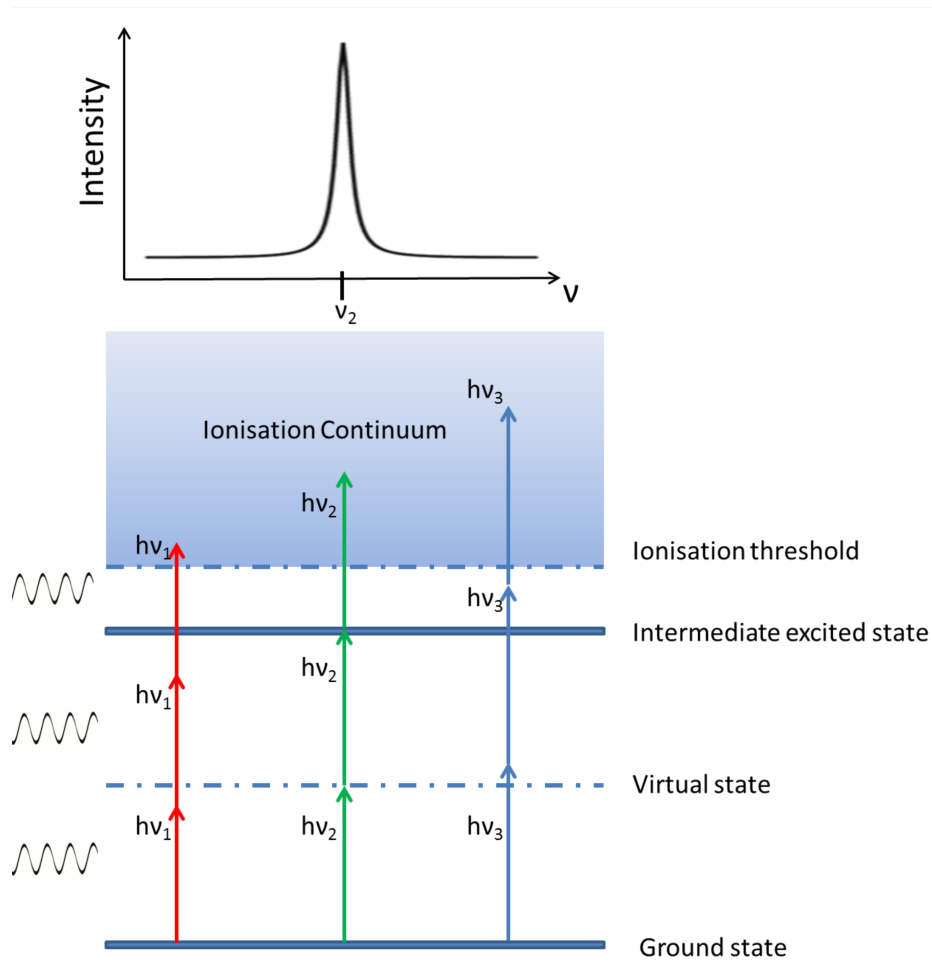 Intensity
ν
ν₂
hν₃
Ionisation Continuum
hν₂
hν₁
Ionisation threshold
hν₃
Intermediate excited state
hν₂
hν₁
Virtual state
hν₁
hν₂
hν₃
Ground state